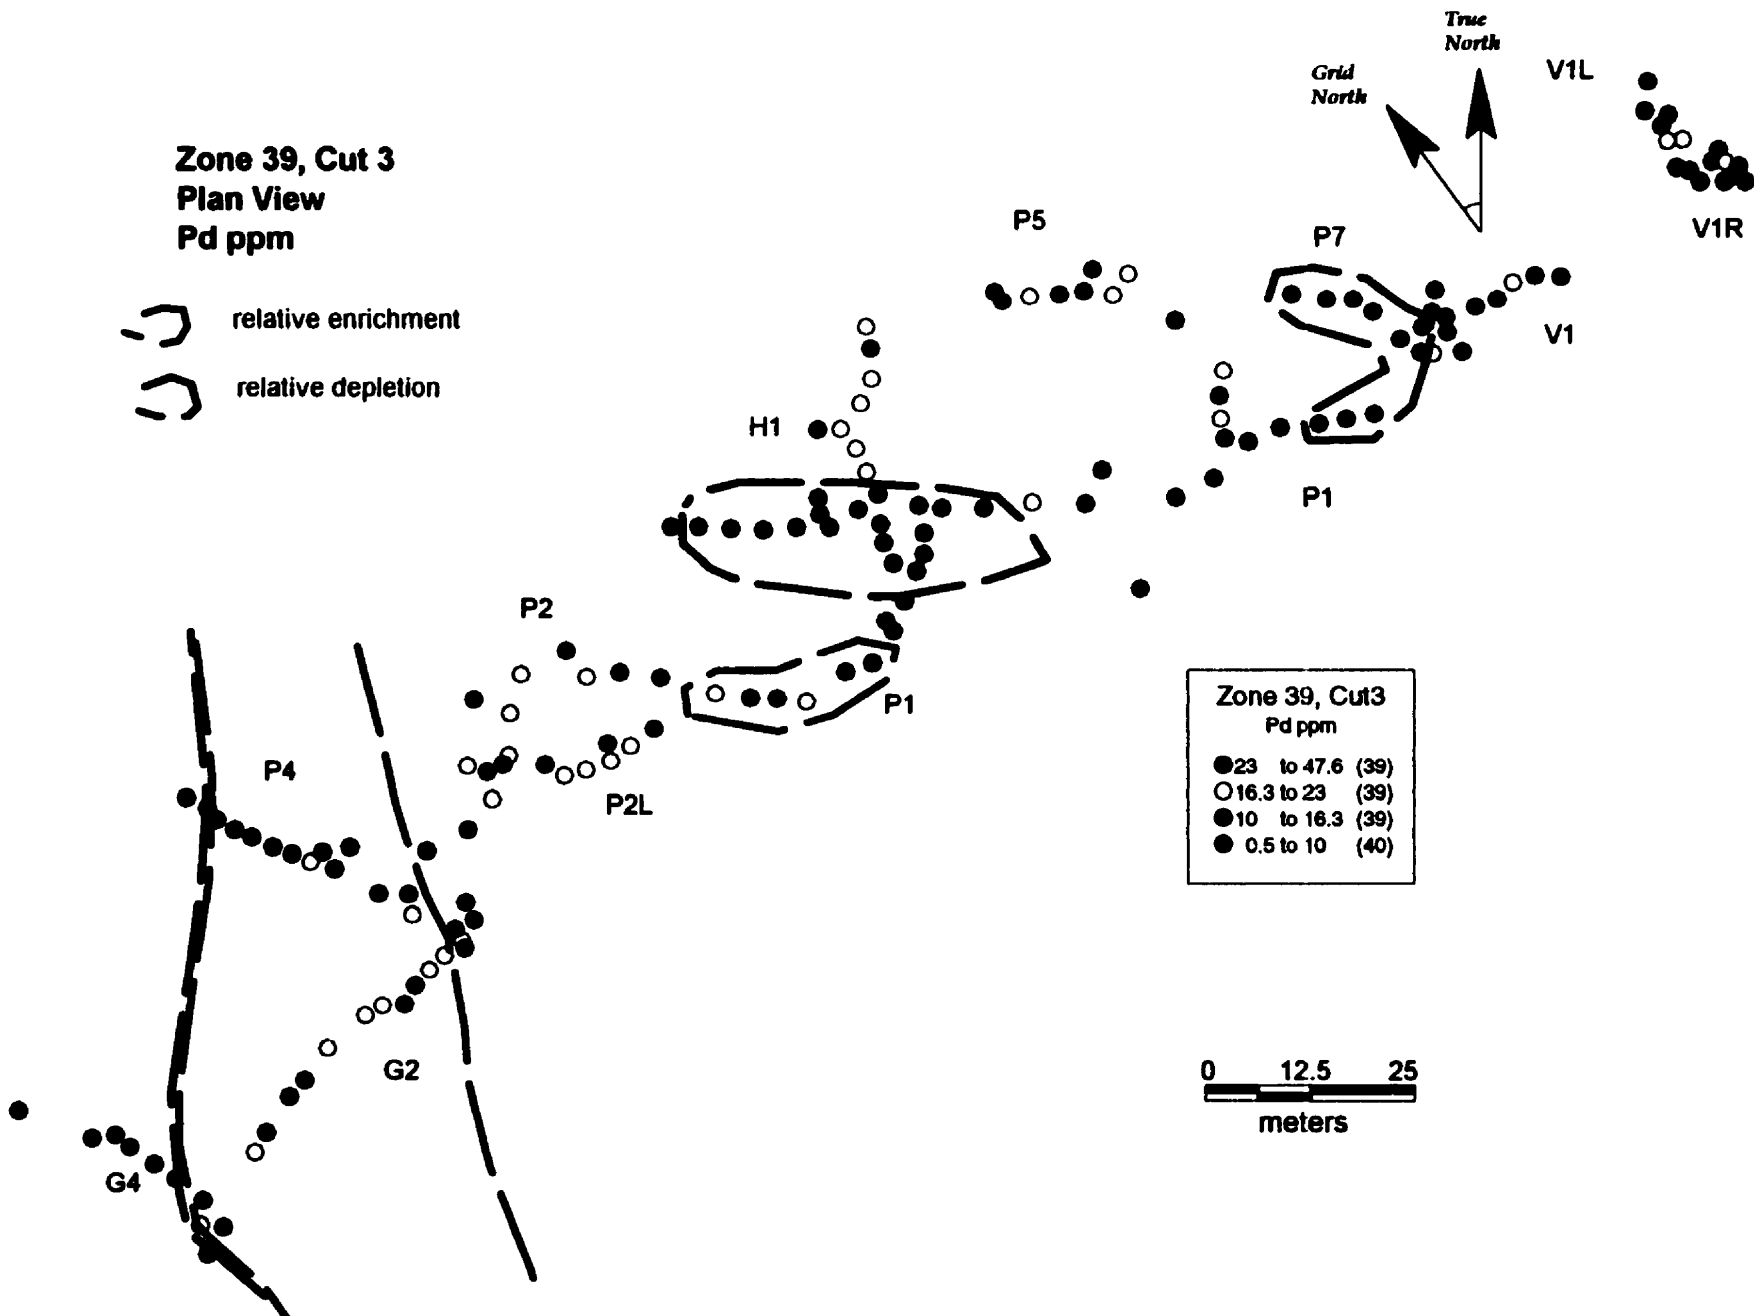 True
North
Grid
North
V1L
Zone 39, Cut 3
Plan View
Pd ppm
relative enrichment
relative depletion
P5
P7
V1R
V1
H1
P1
P2
P1
P4
P2L
Zone 39, Cut3
Pd ppm
23 to 47.6 (39)
16.3 to 23 (39)
10 to 16.3 (39)
0.5 to 10 (40)
G2
0 12.5 25
meters
G4